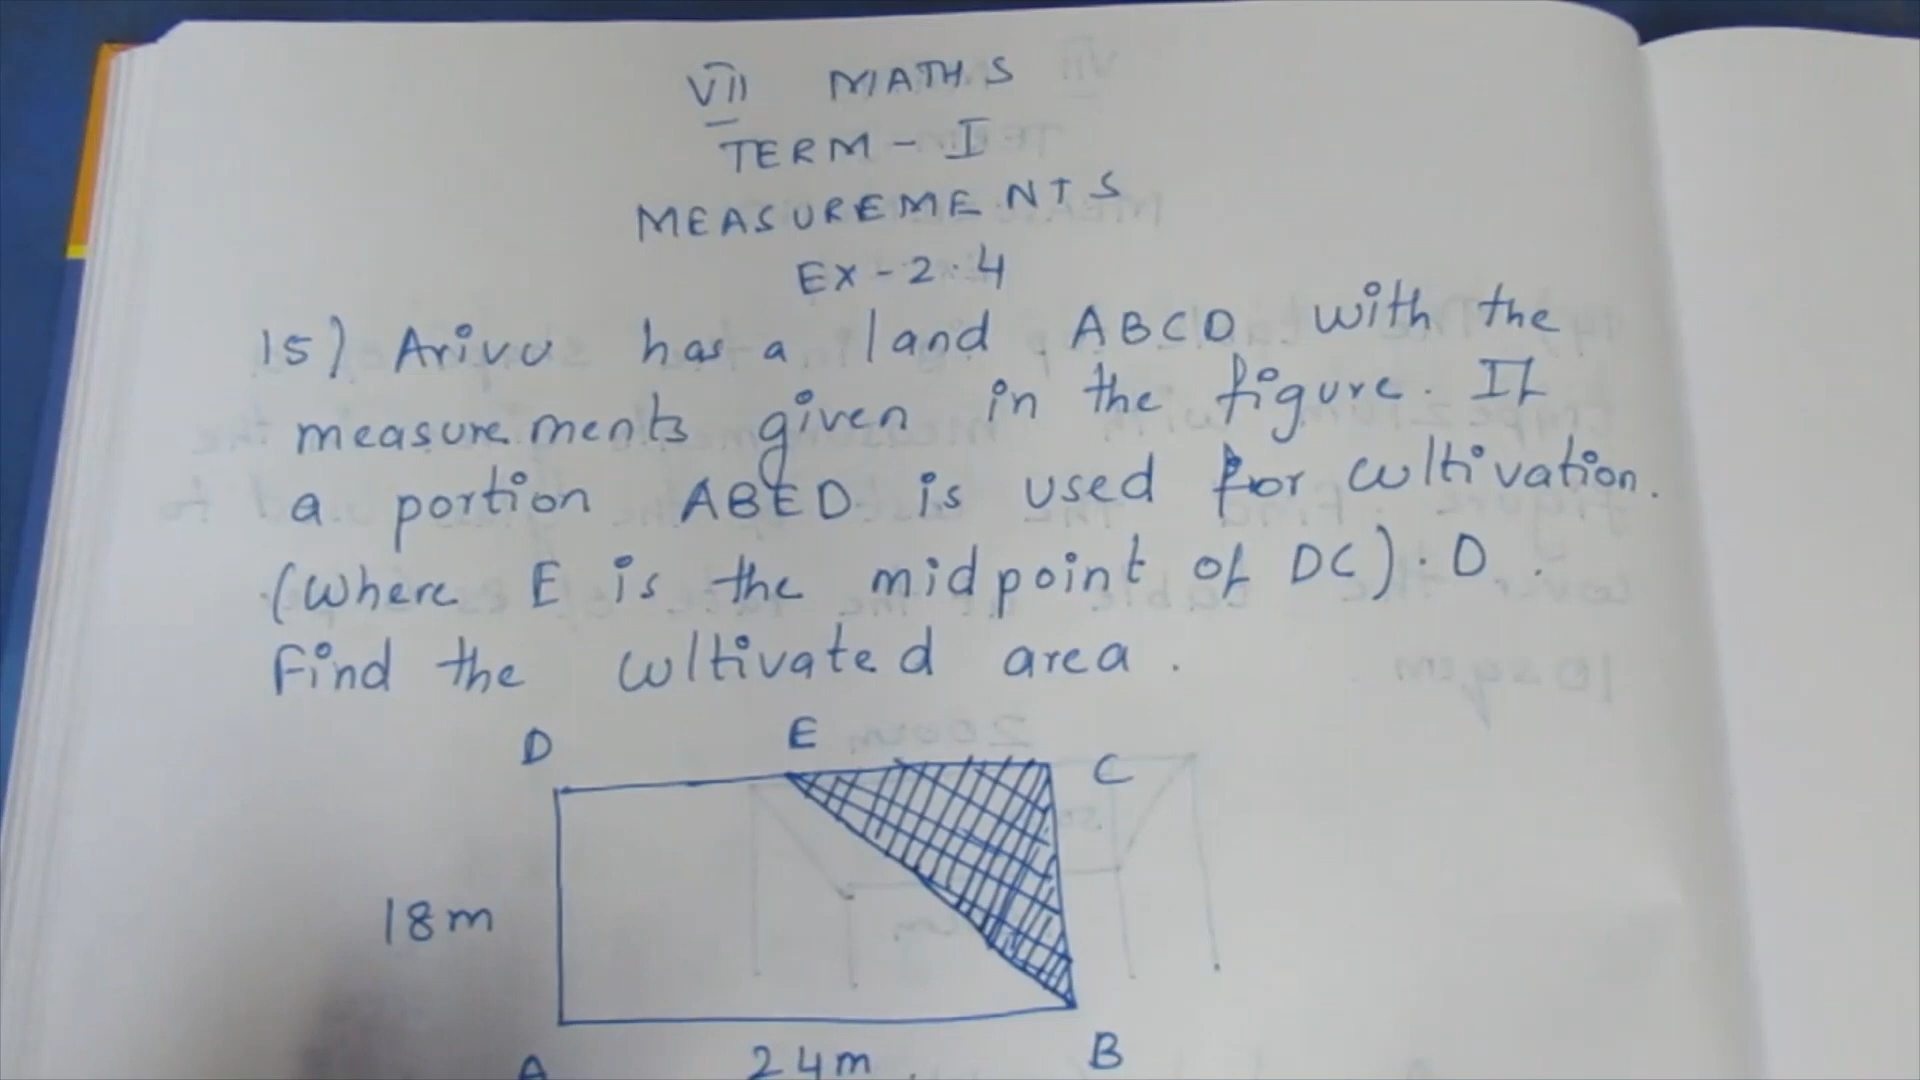 VII MATHS
TERM - I
MEASUREMENTS
EX - 2.4
15) Arivu has a land ABCD with the
measurements given in the figure. If
a portion ABED is used for cultivation.
(where E is the midpoint of DC). D.
Find the cultivated area.
D E C
18m
A 24m B